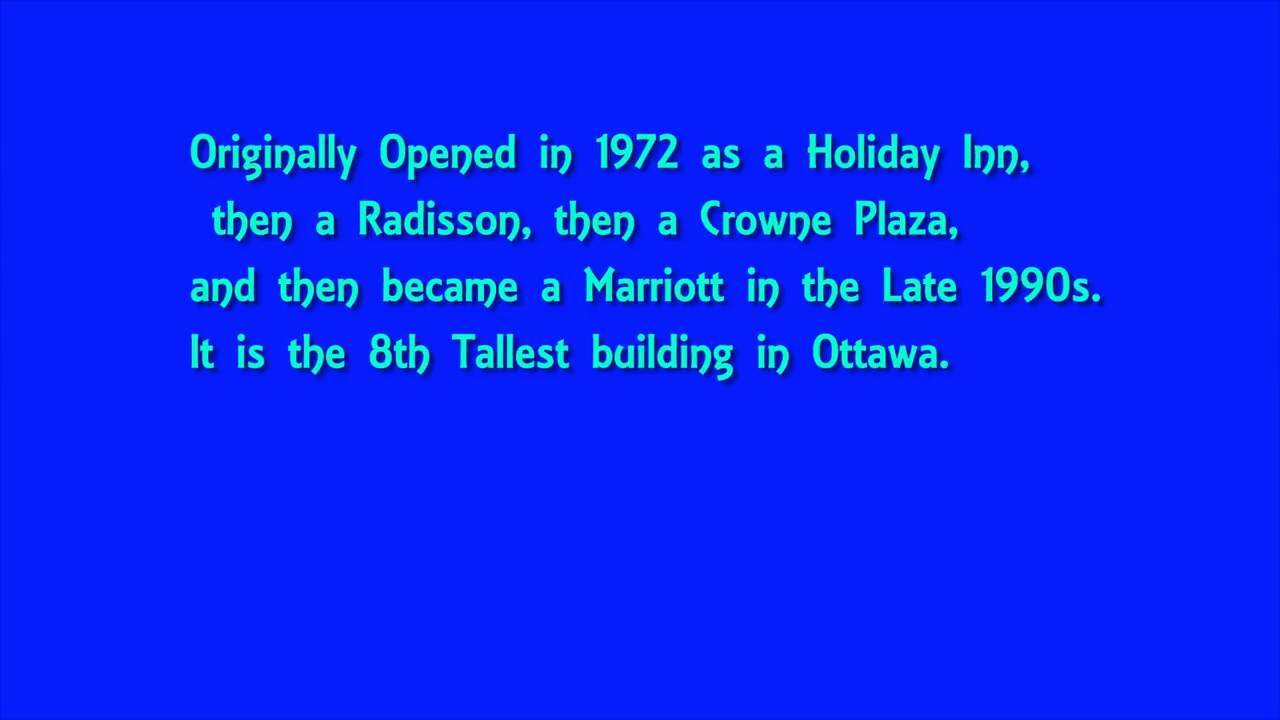 Originally Opened in 1972 as a Holiday Inn,
then a Radisson, then a Crowne Plaza,
and then became a Marriott in the Late 1990s.
It is the 8th Tallest building in Ottawa.